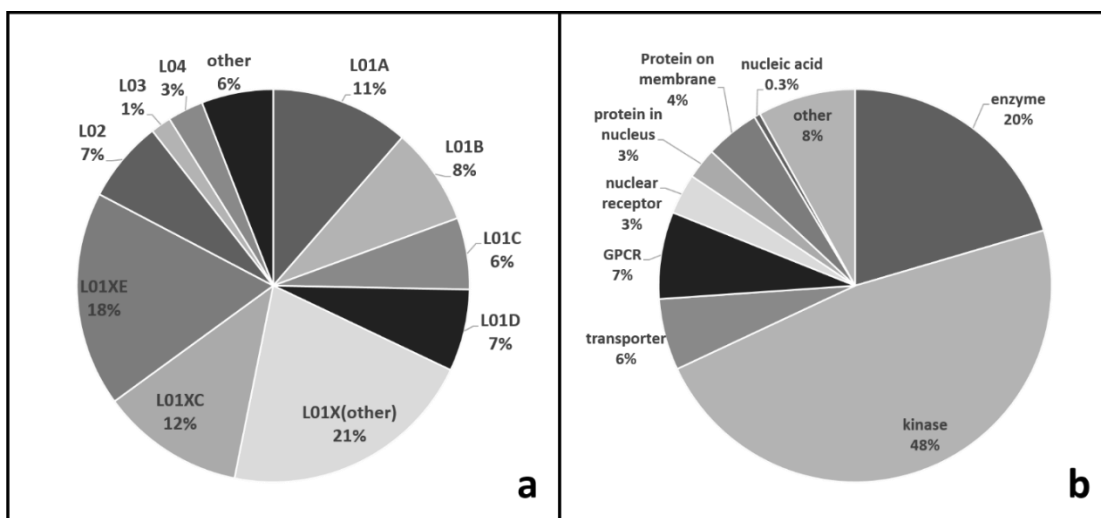 L01A
11%
L01B
8%
L01C
6%
L01D
7%
L01X(other)
21%
L01XC
12%
L01XE
18%
L02
7%
L03
1%
L04
3%
other
6%
a
enzyme
20%
kinase
48%
transporter
6%
GPCR
7%
nuclear
receptor
3%
protein in
nucleus
3%
Protein on
membrane
4%
nucleic acid
0.3%
other
8%
b